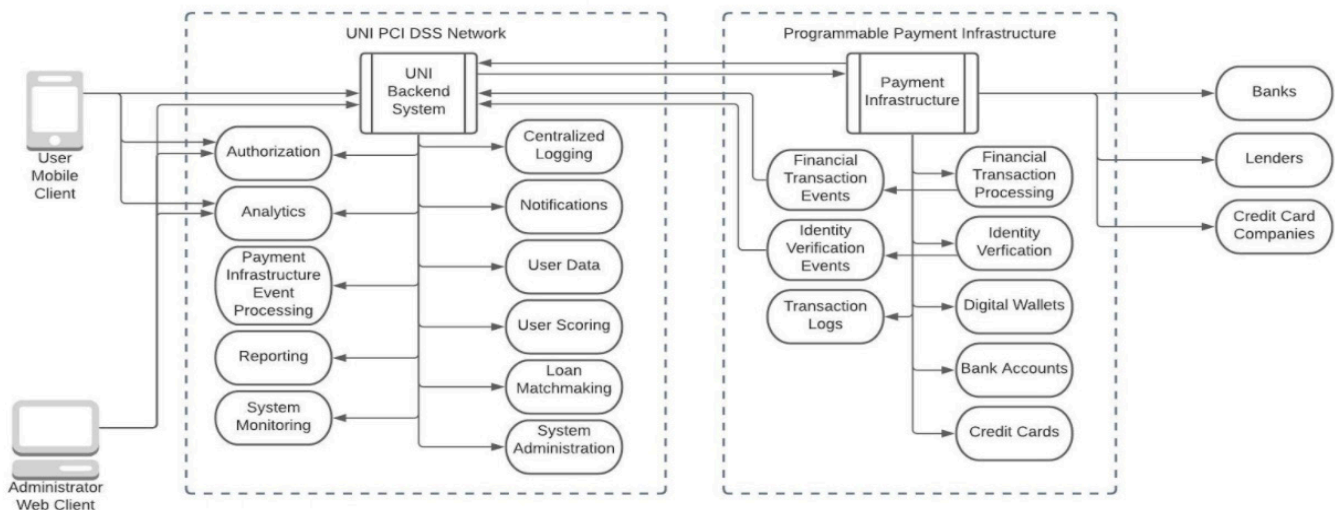 UNI PCI DSS Network
Programmable Payment Infrastructure
User
Mobile
Client
Administrator
Web Client
UNI
Backend
System
Authorization
Analytics
Payment
Infrastructure
Event
Processing
Reporting
System
Monitoring
Centralized
Logging
Notifications
User Data
User Scoring
Loan
Matchmaking
System
Administration
Payment
Infrastructure
Financial
Transaction
Events
Identity
Verification
Events
Transaction
Logs
Financial
Transaction
Processing
Identity
Verfication
Digital Wallets
Bank Accounts
Credit Cards
Banks
Lenders
Credit Card
Companies